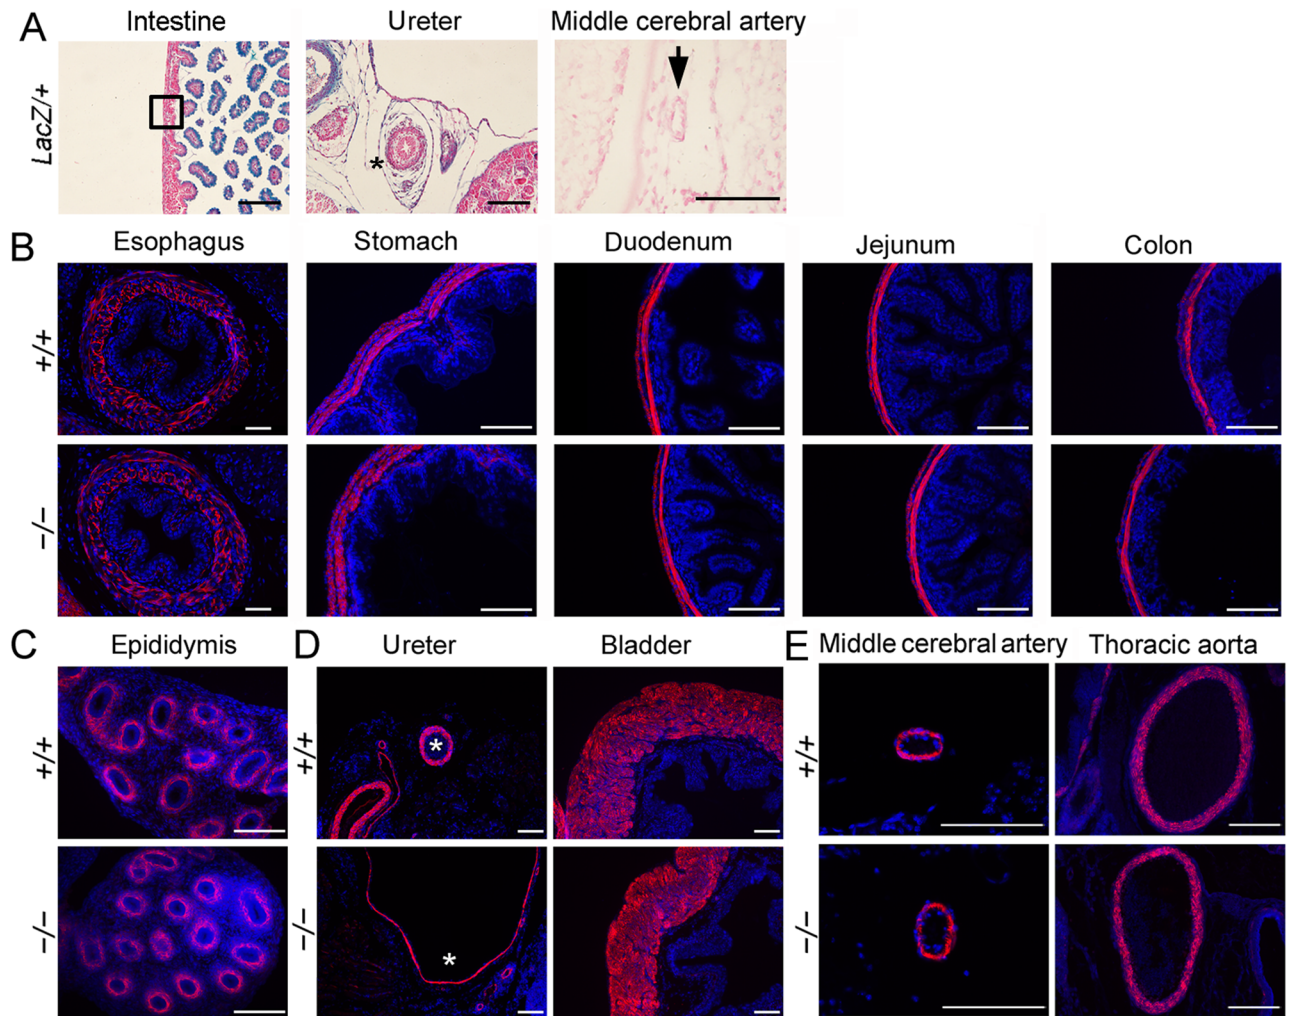 A
Intestine
Ureter
Middle cerebral artery
LacZ/+
*
B
Esophagus
Stomach
Duodenum
Jejunum
Colon
+/+
−/−
C
Epididymis
D
Ureter
Bladder
E
Middle cerebral artery
Thoracic aorta
+/+
+/+
*
+/+
−/−
−/−
*
−/−